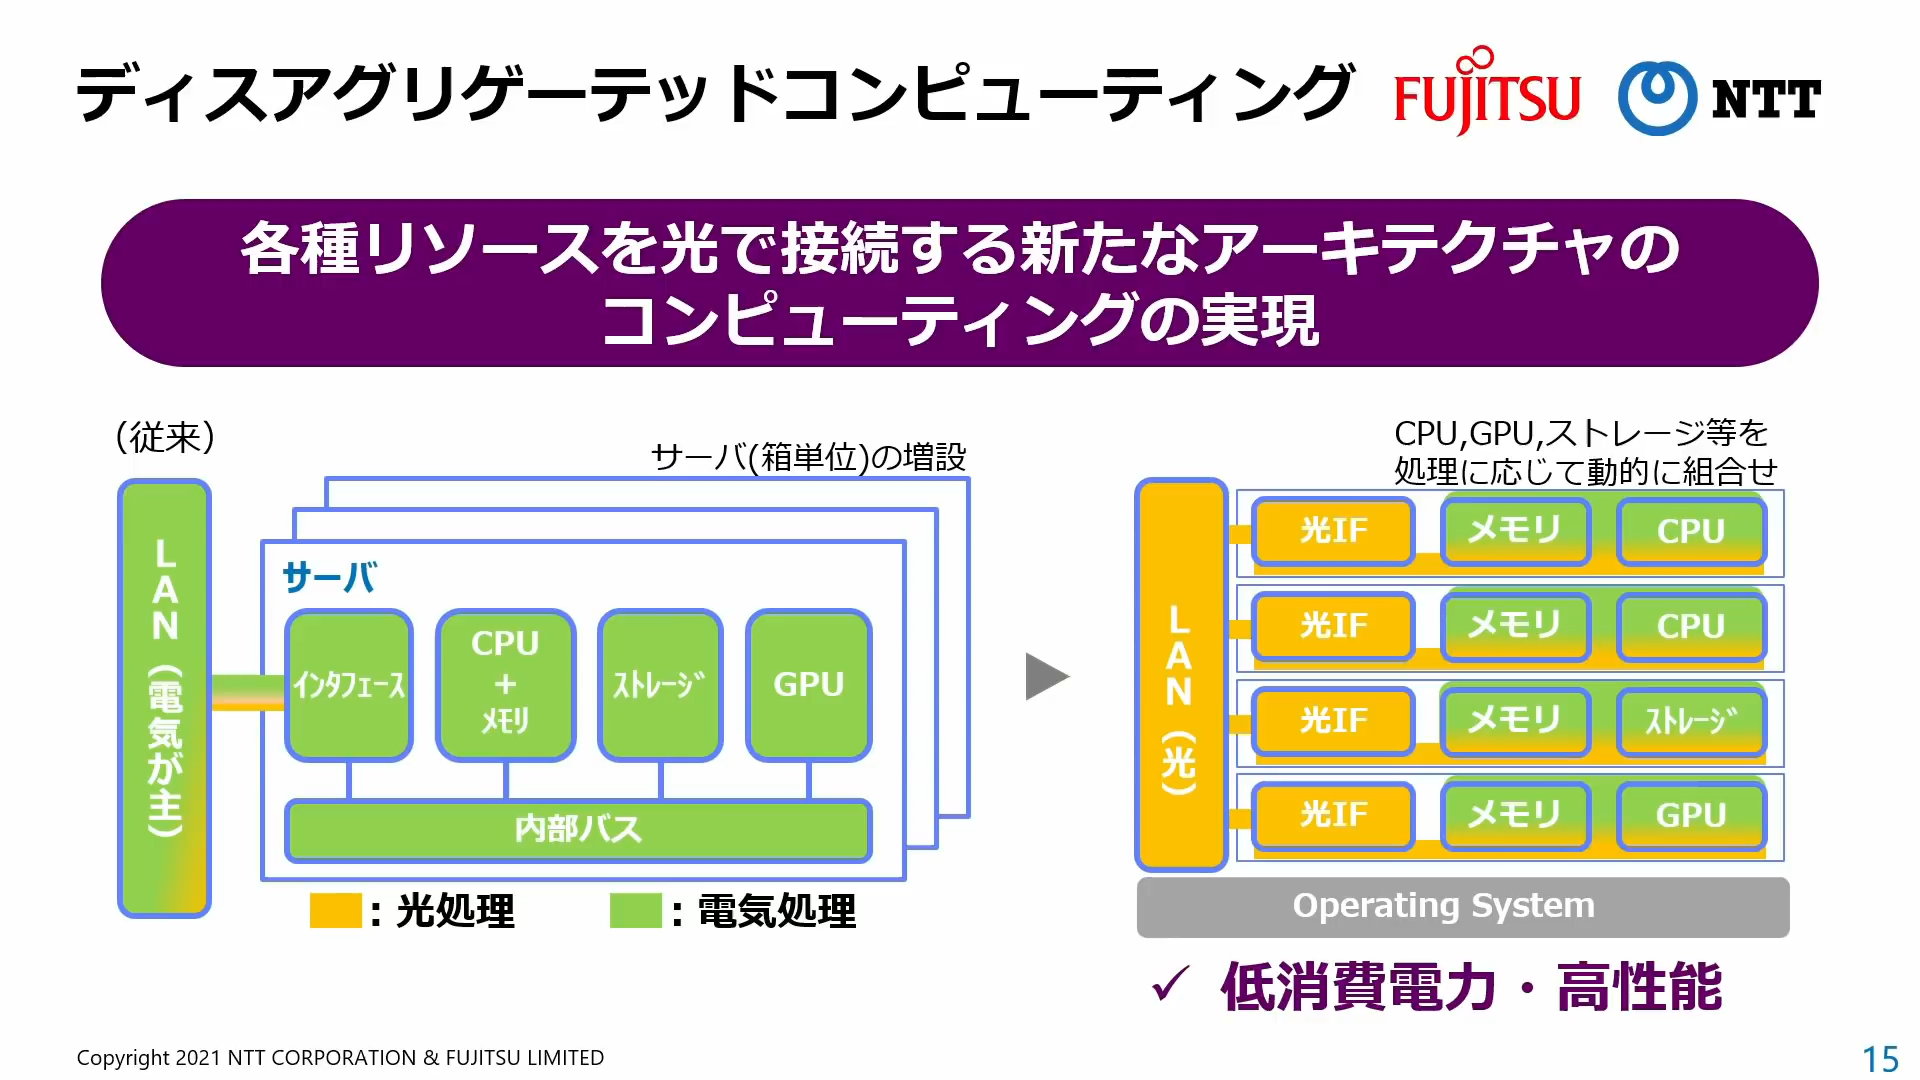 ディスアグリゲーテッドコンピューティング
FUJITSU
NTT
各種リソースを光で接続する新たなアーキテクチャの
コンピューティングの実現
（従来）
サーバ(箱単位)の増設
LAN（電気が主）
サーバ
ｲﾝﾀﾌｪｰｽ
CPU
+
ﾒﾓﾘ
ｽﾄﾚｰｼﾞ
GPU
内部バス
：光処理
：電気処理
CPU,GPU,ストレージ等を
処理に応じて動的に組合せ
LAN（光）
光IF メモリ CPU
光IF メモリ CPU
光IF メモリ ｽﾄﾚｰｼﾞ
光IF メモリ GPU
Operating System
✓ 低消費電力・高性能
Copyright 2021 NTT CORPORATION & FUJITSU LIMITED
15